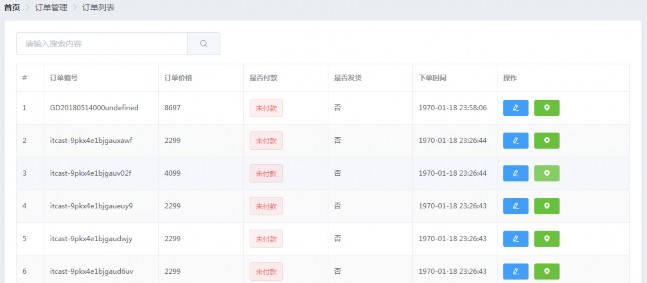 首页 > 订单管理 > 订单列表
请输入搜索内容
# 订单编号 订单价格 是否付款 是否发货 下单时间 操作
1 GD20180514000undefined 8697 未付款 否 1970-01-18 23:58:06
2 itcast-9pkx4e1bjgauxawf 2299 未付款 否 1970-01-18 23:26:44
3 itcast-9pkx4e1bjgauv02f 4099 未付款 否 1970-01-18 23:26:44
4 itcast-9pkx4e1bjgaueuy9 2299 未付款 否 1970-01-18 23:26:43
5 itcast-9pkx4e1bjgaudwjy 2299 未付款 否 1970-01-18 23:26:43
6 itcast-9pkx4e1bjgaud6uv 2299 未付款 否 1970-01-18 23:26:43